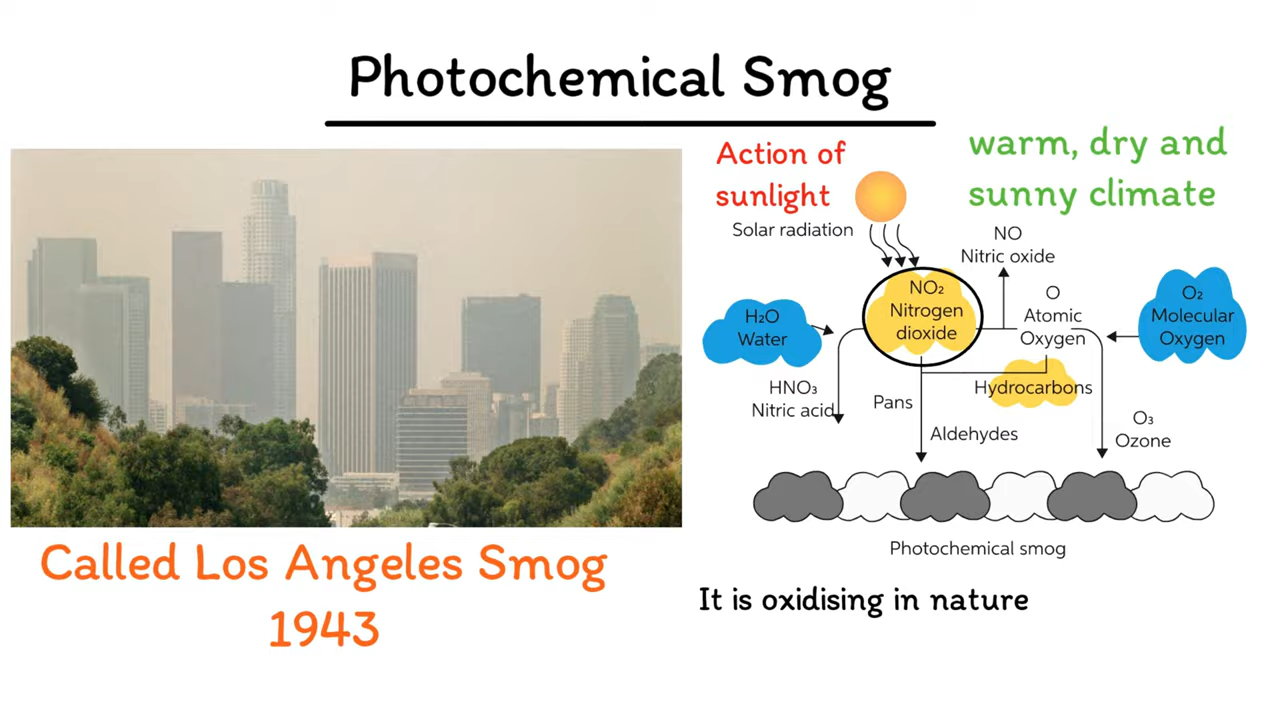 Photochemical Smog
Action of
sunlight
warm, dry and
sunny climate
Solar radiation
NO
Nitric oxide
NO₂
Nitrogen
dioxide
O
Atomic
Oxygen
O₂
Molecular
Oxygen
H₂O
Water
HNO₃
Nitric acid
Pans
Hydrocarbons
Aldehydes
O₃
Ozone
Photochemical smog
Called Los Angeles Smog
1943
It is oxidising in nature